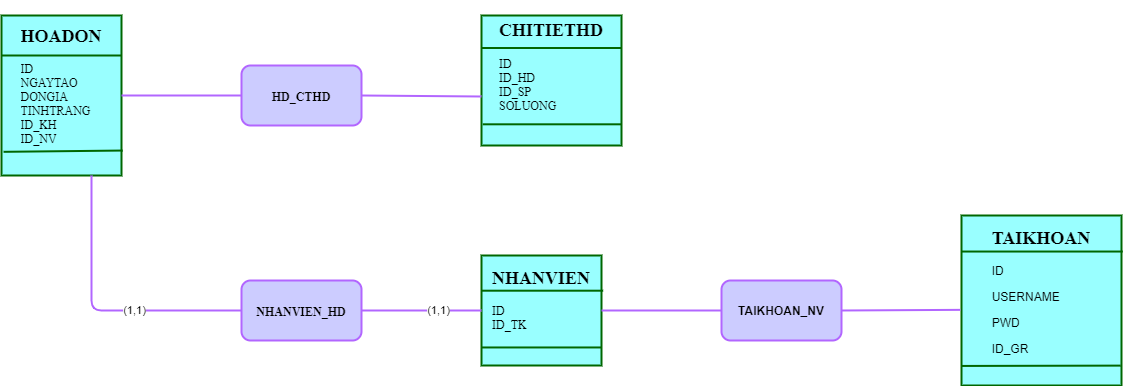 HOADON
ID
NGAYTAO
DONGIA
TINHTRANG
ID_KH
ID_NV
HD_CTHD
CHITIETHD
ID
ID_HD
ID_SP
SOLUONG
(1,1)
NHANVIEN_HD
(1,1)
NHANVIEN
ID
ID_TK
TAIKHOAN_NV
TAIKHOAN
ID
USERNAME
PWD
ID_GR